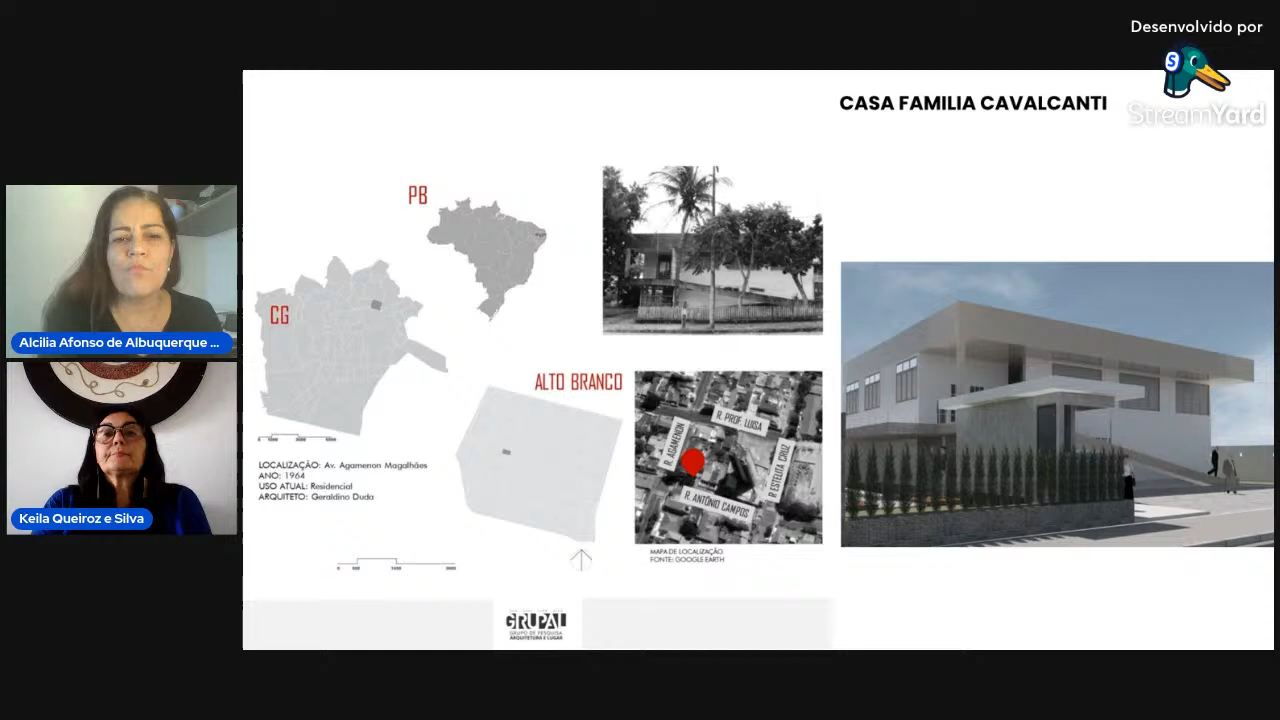 Desenvolvido por
StreamYard
CASA FAMILIA CAVALCANTI
PB
CG
ALTO BRANCO
R. PROF. LUISA
R. AGAMENON
R. ESTELITA CRUZ
R. ANTÔNIO CAMPOS
MAPA DE LOCALIZAÇÃO
FONTE: GOOGLE EARTH
LOCALIZAÇÃO: Av. Agamenon Magalhães
ANO: 1964
USO ATUAL: Residencial
ARQUITETO: Geraldino Duda
GRUPAL
GRUPO DE PESQUISA
ARQUITETURA E LUGAR
Alcilia Afonso de Albuquerque ...
Keila Queiroz e Silva